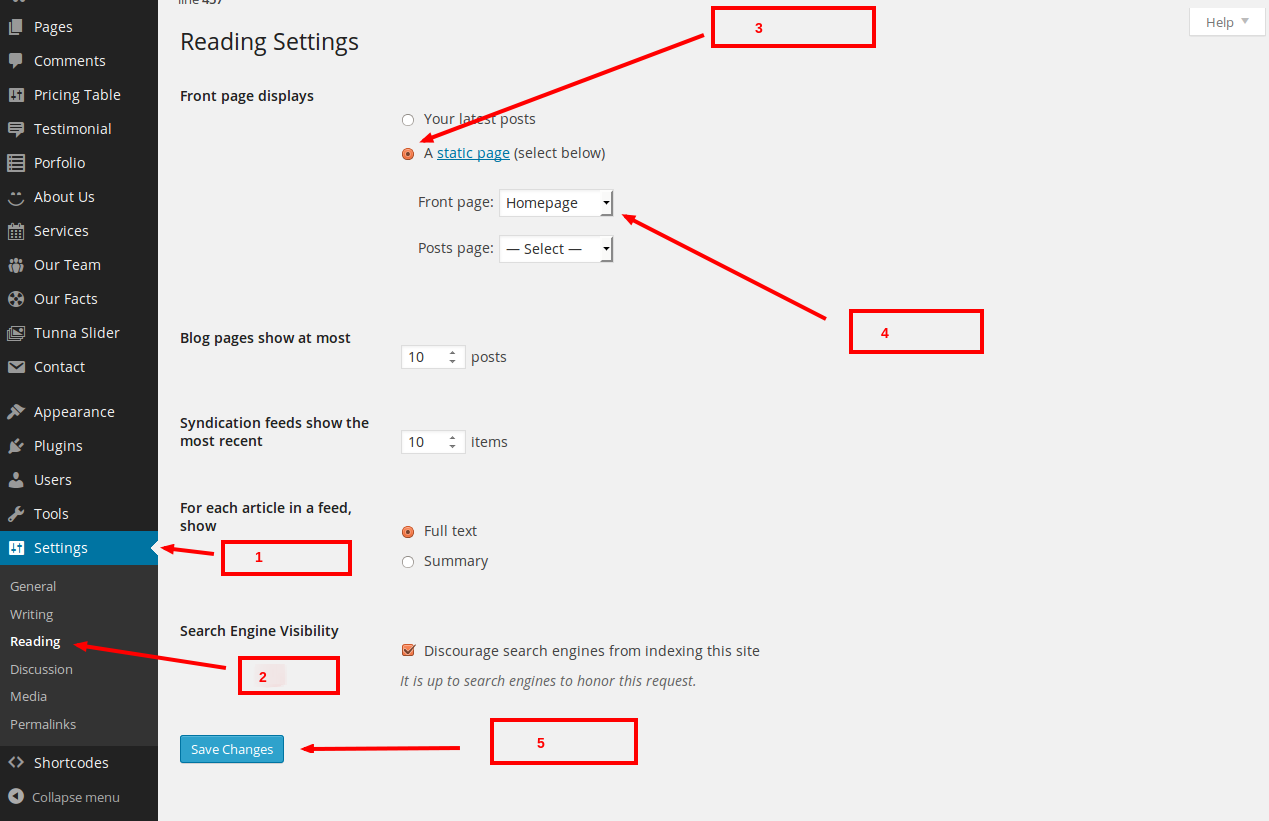 line 437
Pages
Comments
Pricing Table
Testimonial
Porfolio
About Us
Services
Our Team
Our Facts
Tunna Slider
Contact
Appearance
Plugins
Users
Tools
Settings
General
Writing
Reading
Discussion
Media
Permalinks
Shortcodes
Collapse menu
Help
Reading Settings
3
Front page displays
Your latest posts
A static page (select below)
Front page: Homepage
Posts page: — Select —
4
Blog pages show at most
10 posts
Syndication feeds show the
most recent
10 items
For each article in a feed,
show
Full text
Summary
1
Search Engine Visibility
Discourage search engines from indexing this site
It is up to search engines to honor this request.
2
Save Changes
5